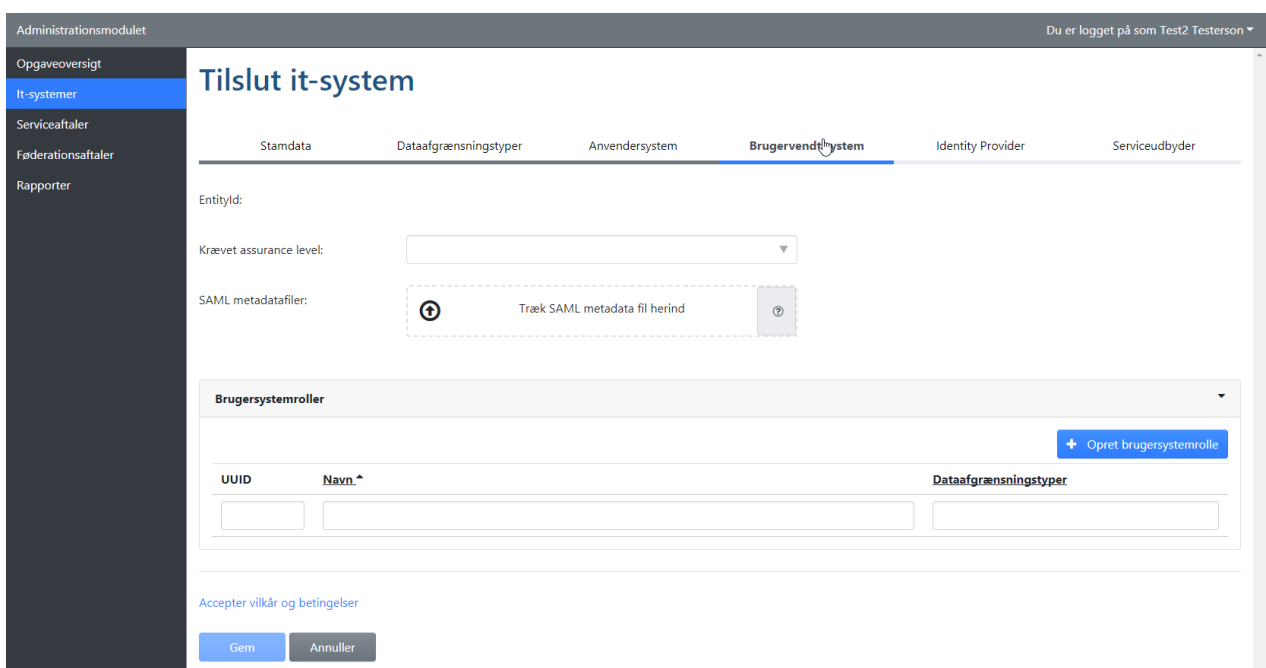 Administrationsmodulet
Du er logget på som Test2 Testerson
Opgaveoversigt
It-systemer
Serviceaftaler
Føderationsaftaler
Rapporter
Tilslut it-system
Stamdata Dataafgrænsningstyper Anvendersystem Brugervendt system Identity Provider Serviceudbyder
EntityId:
Krævet assurance level:
SAML metadatafiler:
Træk SAML metadata fil herind
Brugersystemroller
+ Opret brugersystemrolle
UUID Navn Dataafgrænsningstyper
Accepter vilkår og betingelser
Gem Annuller